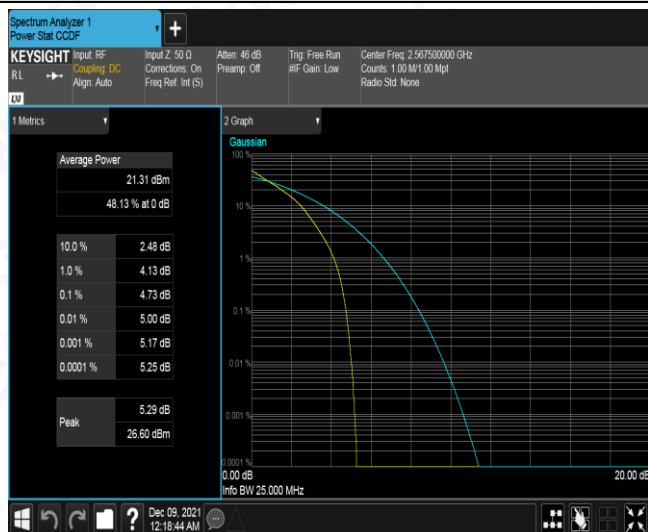 Spectrum Analyzer 1
Power Stat CCDF
+
KEYSIGHT
RL
LXI
Input: RF
Coupling: DC
Align: Auto
Input Z: 50 Ω
Corrections: On
Freq Ref: Int (S)
Atten: 46 dB
Preamp: Off
Trig: Free Run
#IF Gain: Low
Center Freq: 2.567500000 GHz
Counts: 1.00 M/1.00 Mpt
Radio Std: None
1 Metrics
Average Power
21.31 dBm
48.13 % at 0 dB
10.0 % 2.48 dB
1.0 % 4.13 dB
0.1 % 4.73 dB
0.01 % 5.00 dB
0.001 % 5.17 dB
0.0001 % 5.25 dB
Peak
5.29 dB
26.60 dBm
2 Graph
Gaussian
100 %
10 %
1 %
0.1 %
0.01 %
0.001 %
0.0001 %
0.00 dB 20.00 dB
Info BW 25.000 MHz
?
Dec 09, 2021
12:18:44 AM